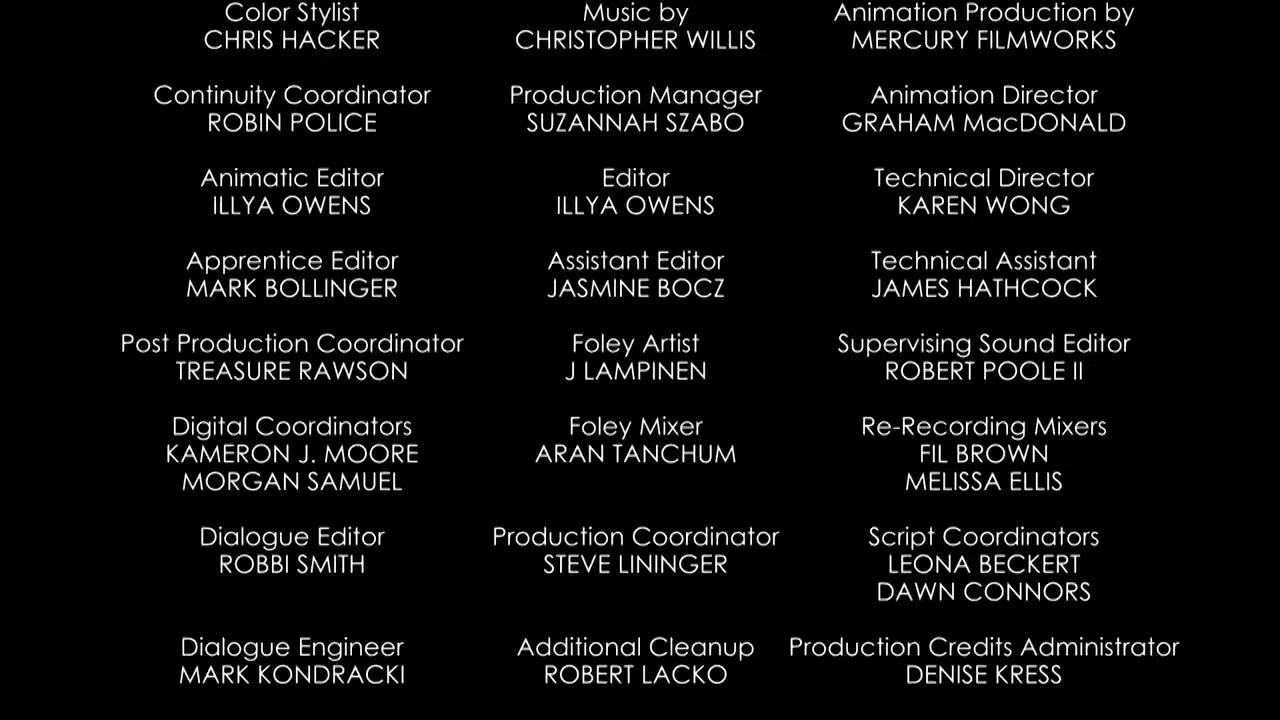 Color Stylist
CHRIS HACKER
Continuity Coordinator
ROBIN POLICE
Animatic Editor
ILLYA OWENS
Apprentice Editor
MARK BOLLINGER
Post Production Coordinator
TREASURE RAWSON
Digital Coordinators
KAMERON J. MOORE
MORGAN SAMUEL
Dialogue Editor
ROBBI SMITH
Dialogue Engineer
MARK KONDRACKI
Music by
CHRISTOPHER WILLIS
Production Manager
SUZANNAH SZABO
Editor
ILLYA OWENS
Assistant Editor
JASMINE BOCZ
Foley Artist
J LAMPINEN
Foley Mixer
ARAN TANCHUM
Production Coordinator
STEVE LININGER
Additional Cleanup
ROBERT LACKO
Animation Production by
MERCURY FILMWORKS
Animation Director
GRAHAM MacDONALD
Technical Director
KAREN WONG
Technical Assistant
JAMES HATHCOCK
Supervising Sound Editor
ROBERT POOLE II
Re-Recording Mixers
FIL BROWN
MELISSA ELLIS
Script Coordinators
LEONA BECKERT
DAWN CONNORS
Production Credits Administrator
DENISE KRESS